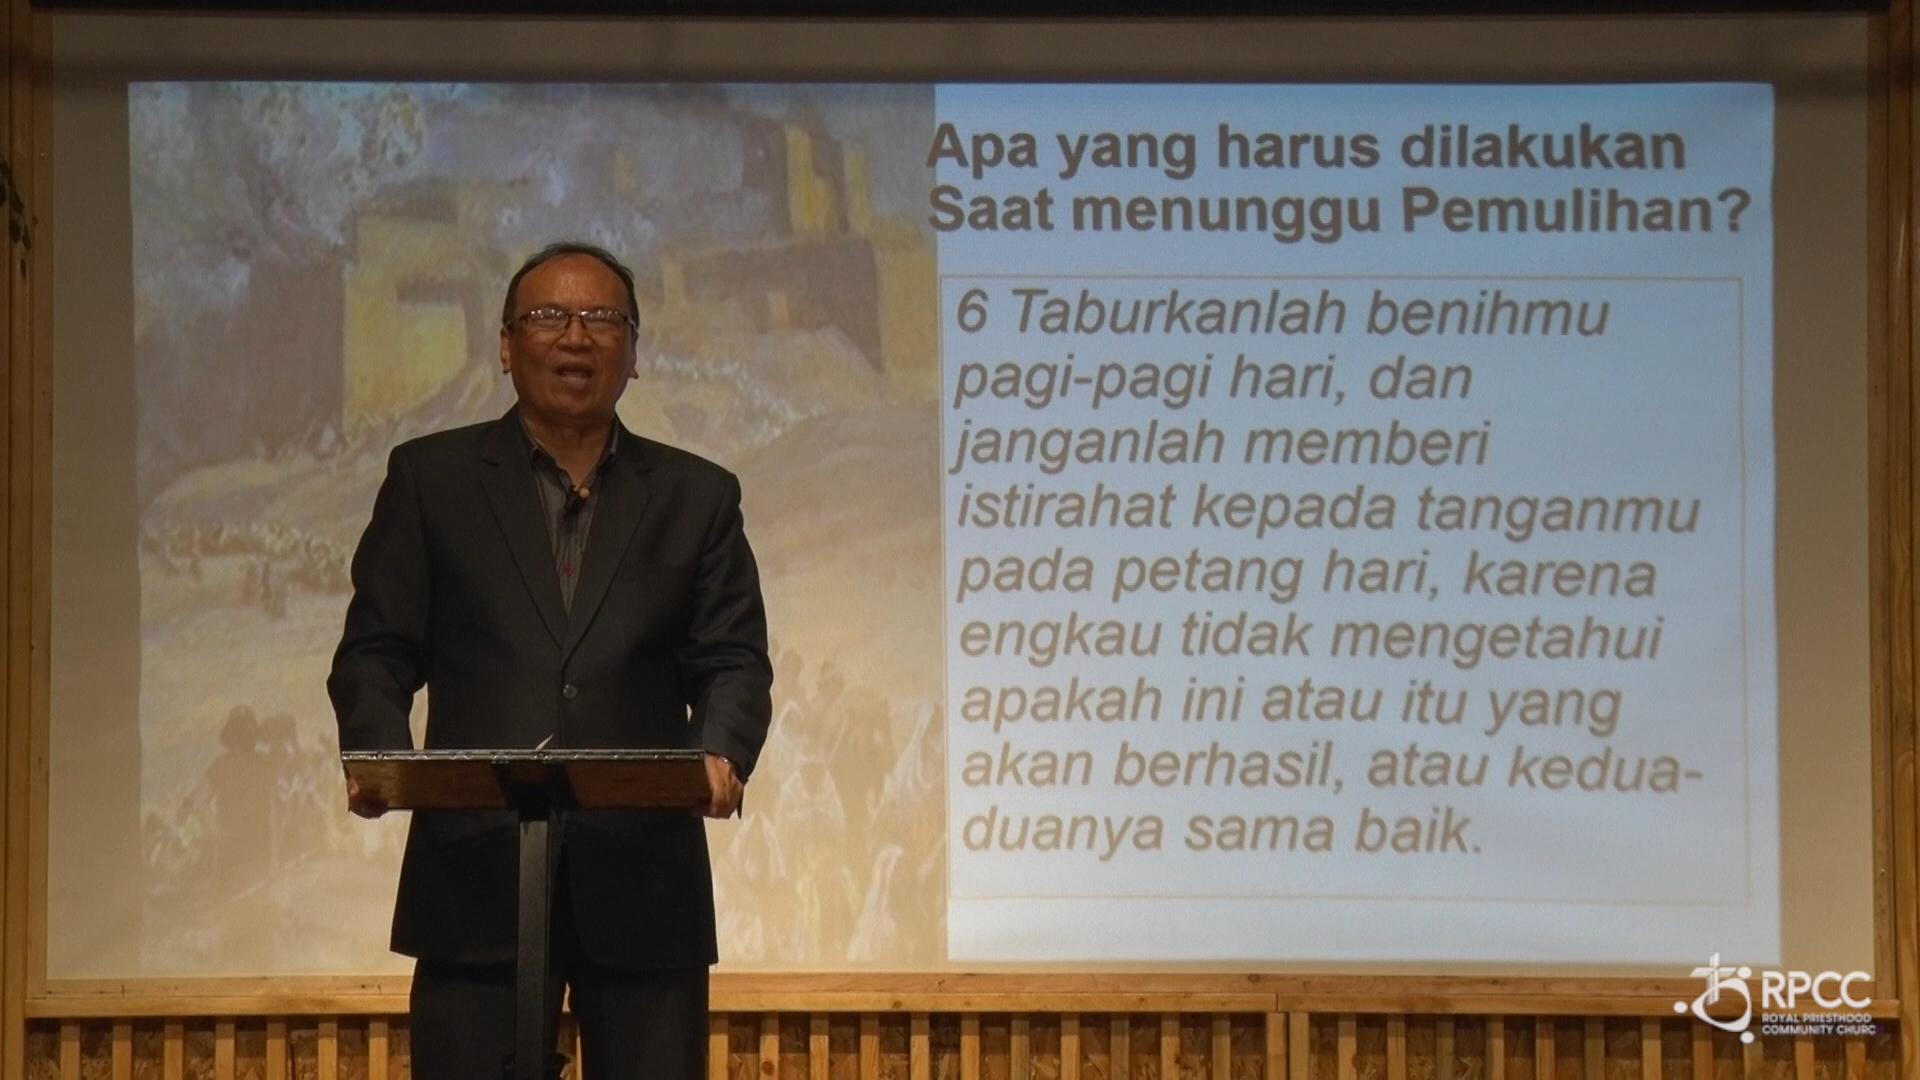 Apa yang harus dilakukan
Saat menunggu Pemulihan?
6 Taburkanlah benihmu
pagi-pagi hari, dan
janganlah memberi
istirahat kepada tanganmu
pada petang hari, karena
engkau tidak mengetahui
apakah ini atau itu yang
akan berhasil, atau kedua-
duanya sama baik.
RPCC
ROYAL PRIESTHOOD
COMMUNITY CHURC